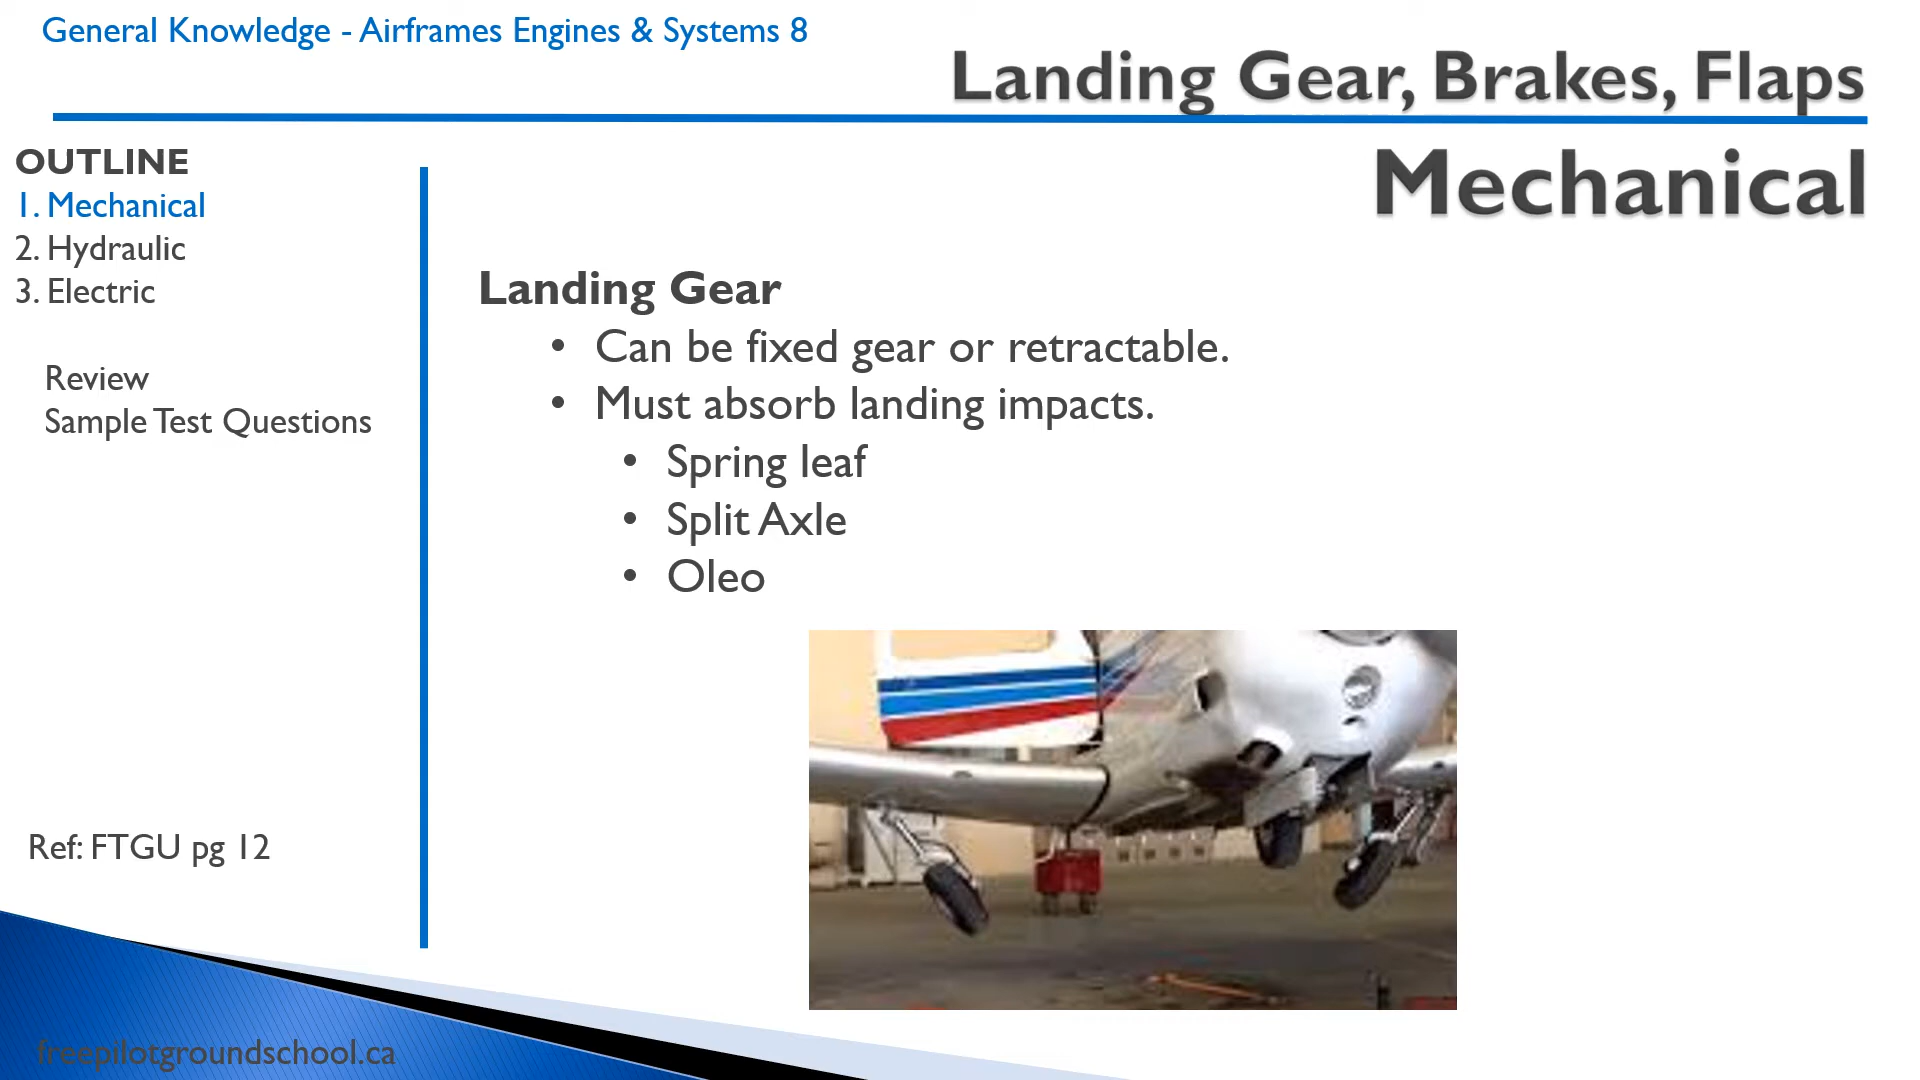 General Knowledge - Airframes Engines & Systems 8
Landing Gear, Brakes, Flaps
Mechanical
OUTLINE
1. Mechanical
2. Hydraulic
3. Electric
Review
Sample Test Questions
Ref: FTGU pg 12
Landing Gear
• Can be fixed gear or retractable.
• Must absorb landing impacts.
• Spring leaf
• Split Axle
• Oleo
freepilotgroundschool.ca